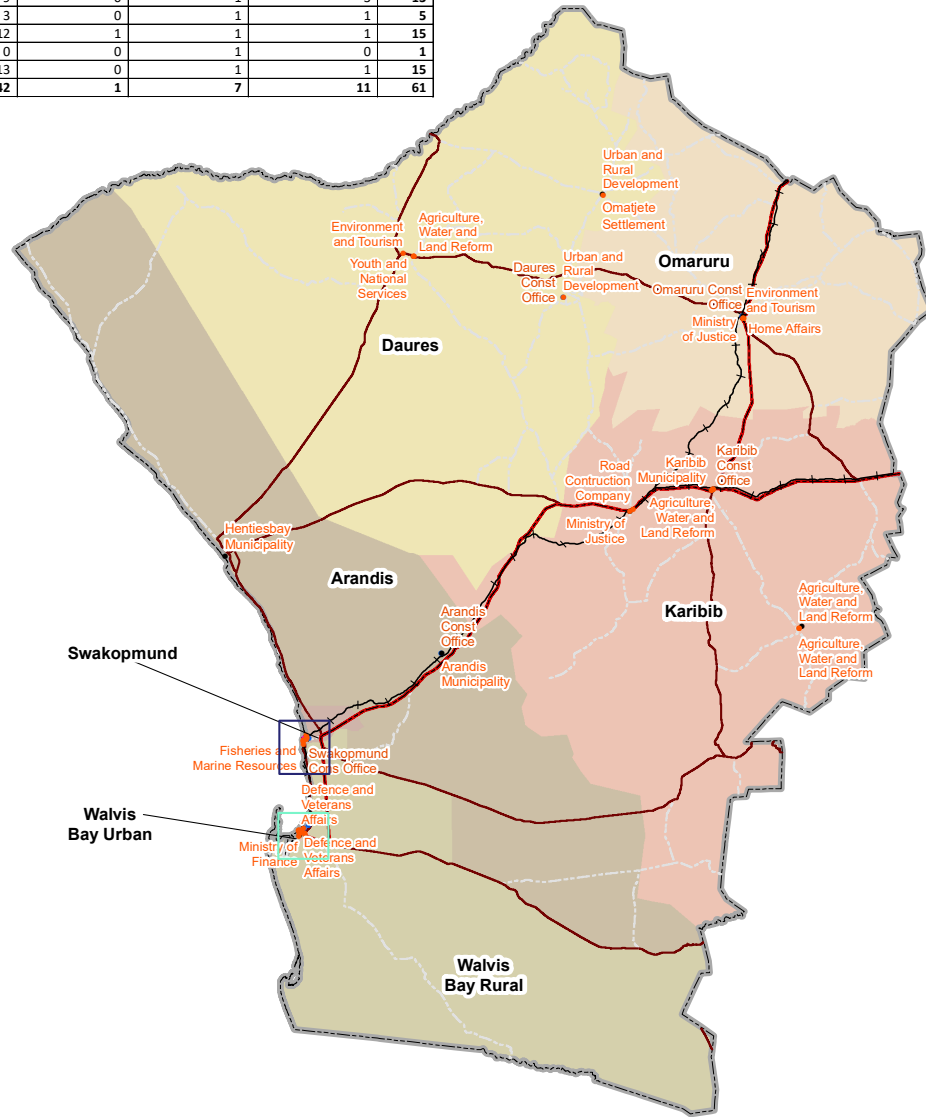 3 0 1 1 5
12 1 1 1 15
0 0 1 0 1
13 0 1 1 15
42 1 7 11 61
Urban and
Rural
Development
Omatjete
Settlement
Environment
and Tourism
Agriculture,
Water and
Land Reform
Youth and
National
Services
Daures
Const
Office
Urban and
Rural
Development
Omaruru
Omaruru Const
Office
Environment
and Tourism
Ministry
of Justice
Home Affairs
Daures
Road
Contruction
Company
Karibib
Municipality
Karibib
Const
Office
Ministry of
Justice
Agriculture,
Water and
Land Reform
Hentiesbay
Municipality
Arandis
Karibib
Agriculture,
Water and
Land Reform
Agriculture,
Water and
Land Reform
Arandis
Const
Office
Arandis
Municipality
Swakopmund
Fisheries and
Marine Resources
Swakopmund
Cons Office
Defence and
Veterans
Affairs
Walvis
Bay Urban
Ministry of
Finance
Defence and
Veterans
Affairs
Walvis
Bay Rural